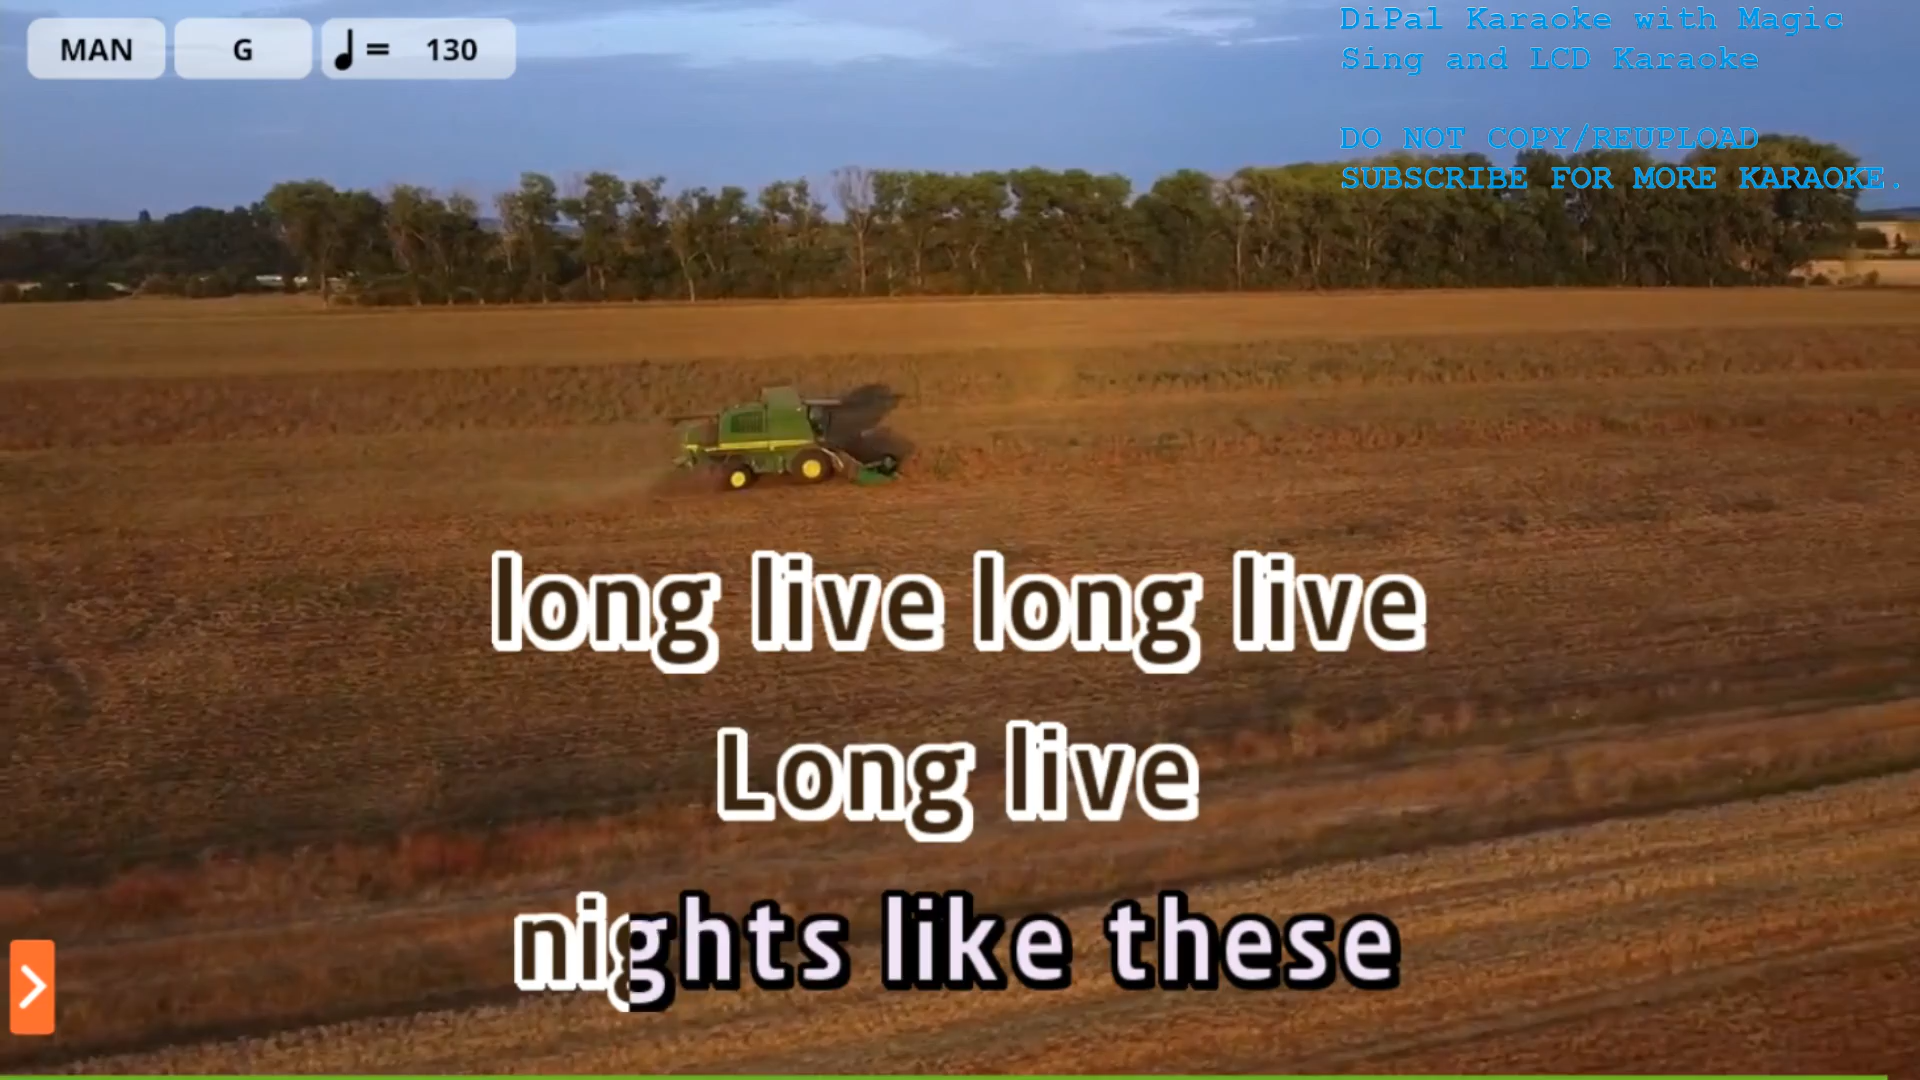 MAN
G
= 130
DiPal Karaoke with Magic
Sing and LCD Karaoke
DO NOT COPY/REUPLOAD
SUBSCRIBE FOR MORE KARAOKE.
long live long live
Long live
nights like these